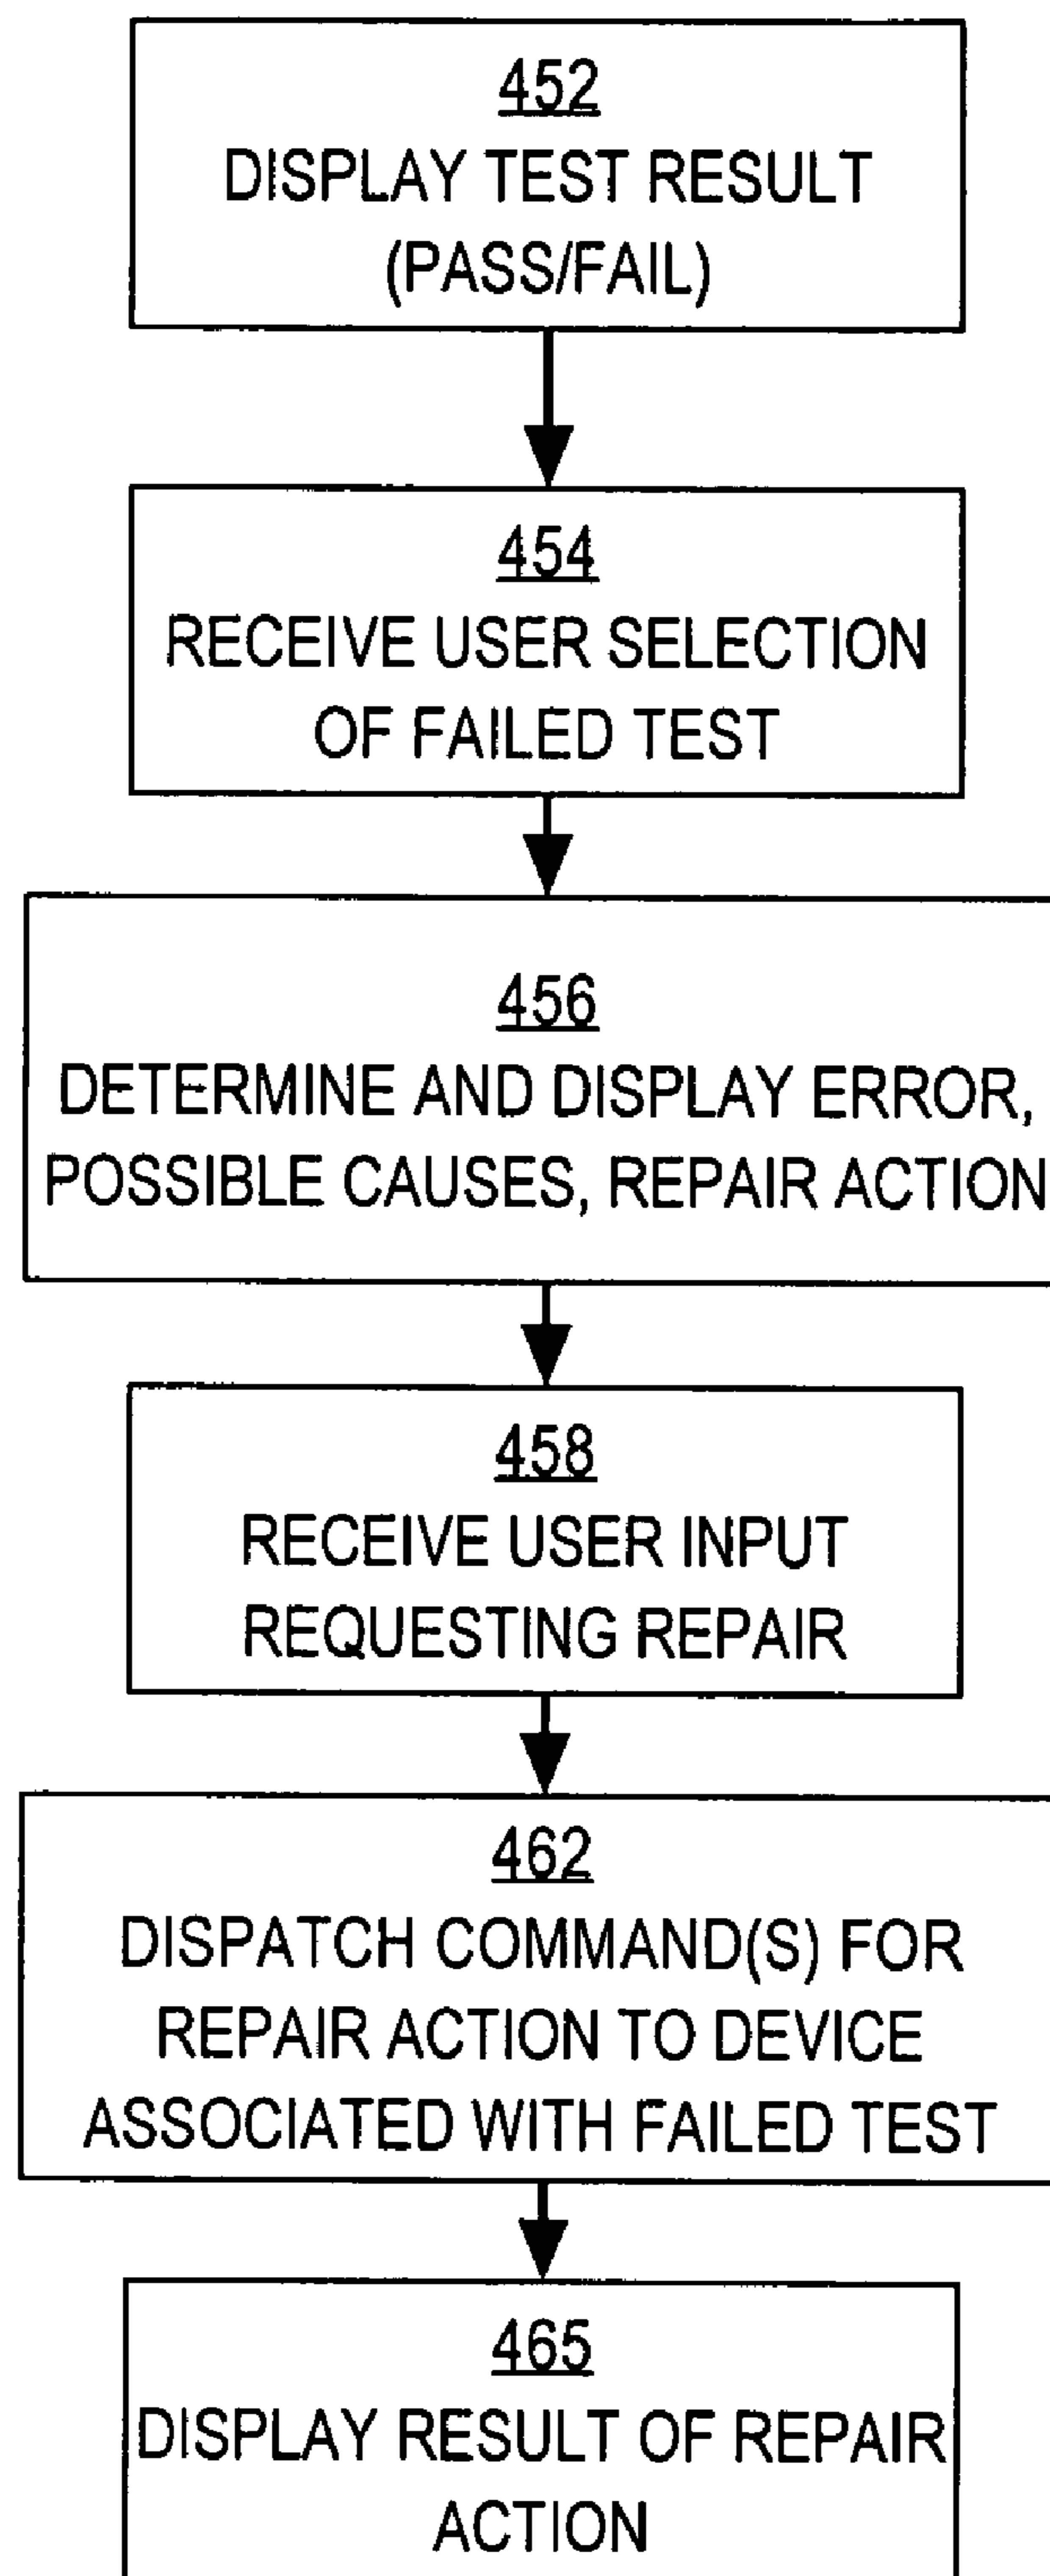 452
DISPLAY TEST RESULT
(PASS/FAIL)
454
RECEIVE USER SELECTION
OF FAILED TEST
456
DETERMINE AND DISPLAY ERROR,
POSSIBLE CAUSES, REPAIR ACTION
458
RECEIVE USER INPUT
REQUESTING REPAIR
462
DISPATCH COMMAND(S) FOR
REPAIR ACTION TO DEVICE
ASSOCIATED WITH FAILED TEST
465
DISPLAY RESULT OF REPAIR
ACTION